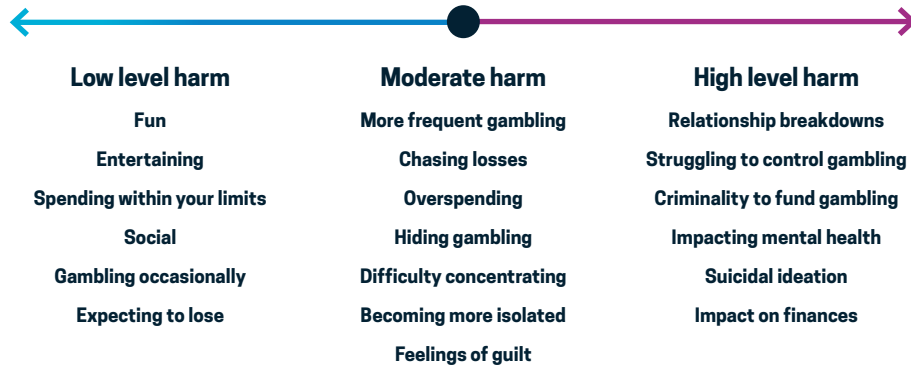 Low level harm
Fun
Entertaining
Spending within your limits
Social
Gambling occasionally
Expecting to lose
Moderate harm
More frequent gambling
Chasing losses
Overspending
Hiding gambling
Difficulty concentrating
Becoming more isolated
Feelings of guilt
High level harm
Relationship breakdowns
Struggling to control gambling
Criminality to fund gambling
Impacting mental health
Suicidal ideation
Impact on finances